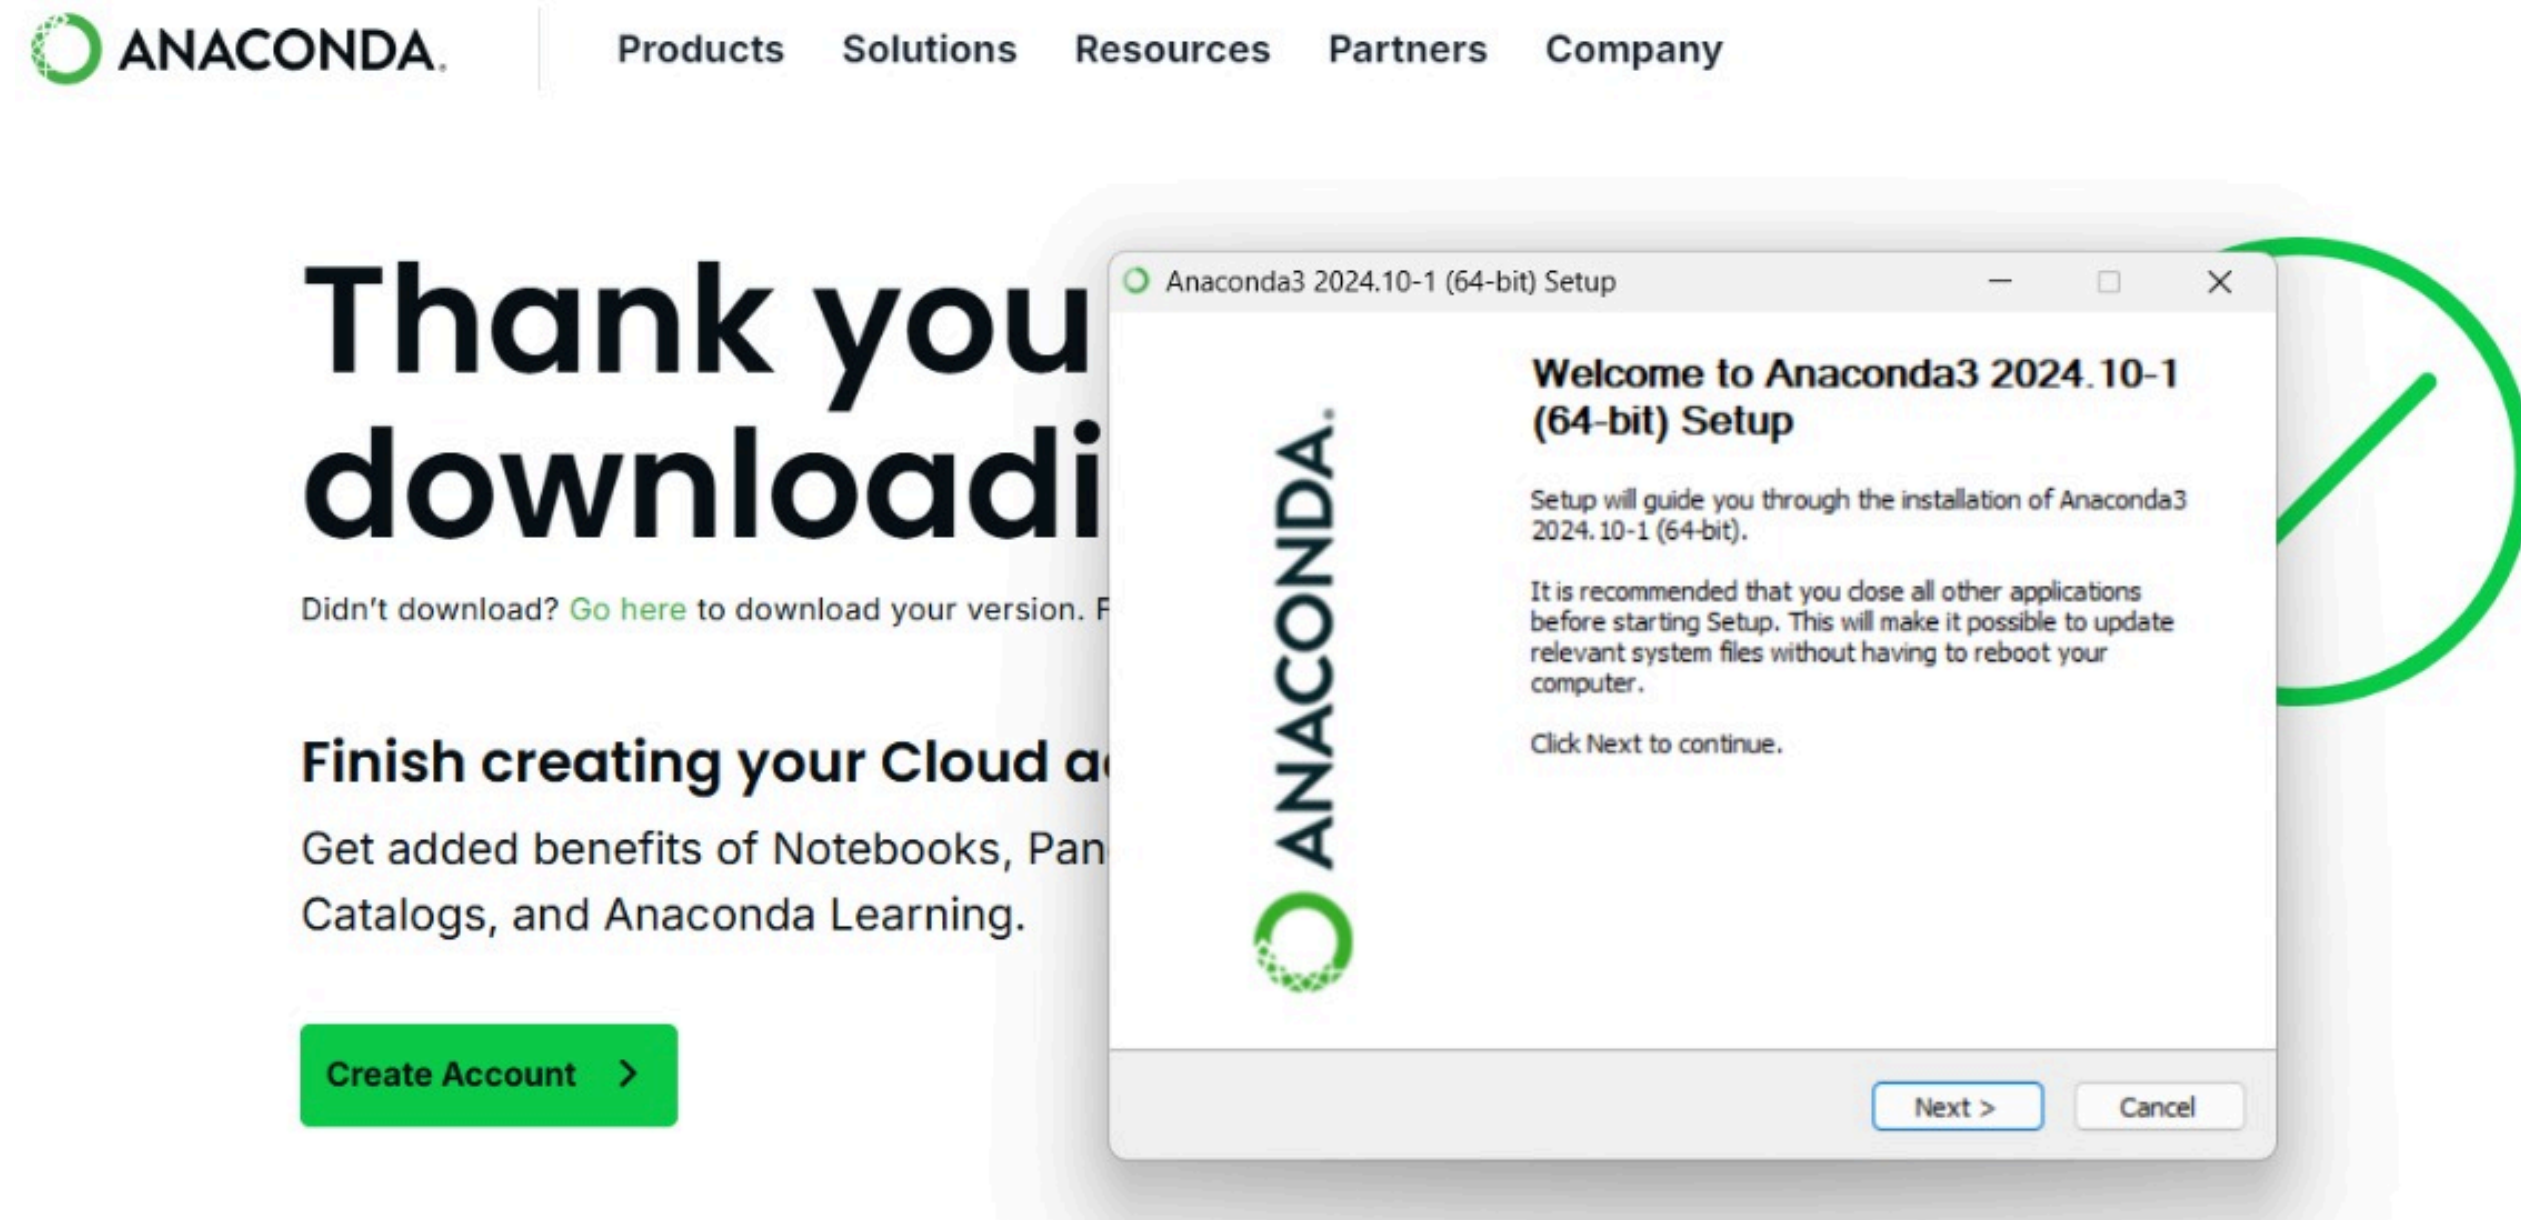 ANACONDA.
Products Solutions Resources Partners Company
Thank you
downloadi
Didn't download? Go here to download your version. F
Finish creating your Cloud a
Get added benefits of Notebooks, Pan
Catalogs, and Anaconda Learning.
Create Account
Anaconda3 2024.10-1 (64-bit) Setup
ANACONDA.
Welcome to Anaconda3 2024.10-1
(64-bit) Setup
Setup will guide you through the installation of Anaconda3
2024.10-1 (64-bit).
It is recommended that you close all other applications
before starting Setup. This will make it possible to update
relevant system files without having to reboot your
computer.
Click Next to continue.
Next >
Cancel